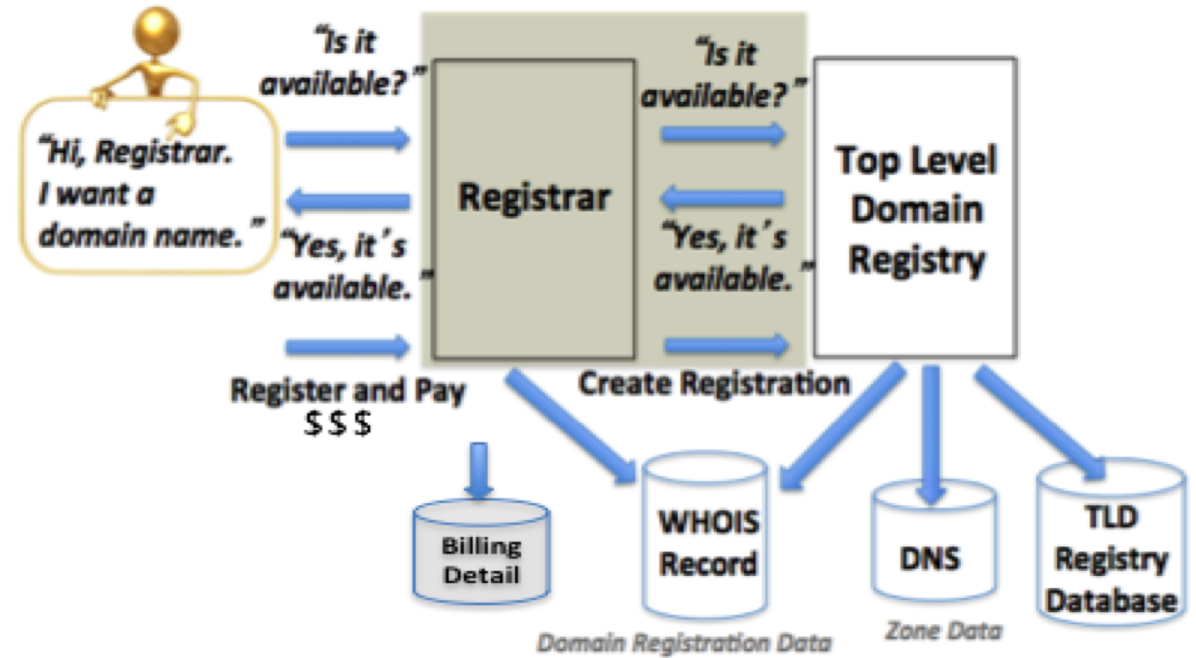 “Hi, Registrar.
I want a
domain name.”
“Is it
available?”
“Yes, it´s
available.”
Register and Pay
$$$
Registrar
“Is it
available?”
“Yes, it´s
available.”
Create Registration
Top Level
Domain
Registry
Billing
Detail
WHOIS
Record
Domain Registration Data
DNS
Zone Data
TLD
Registry
Database